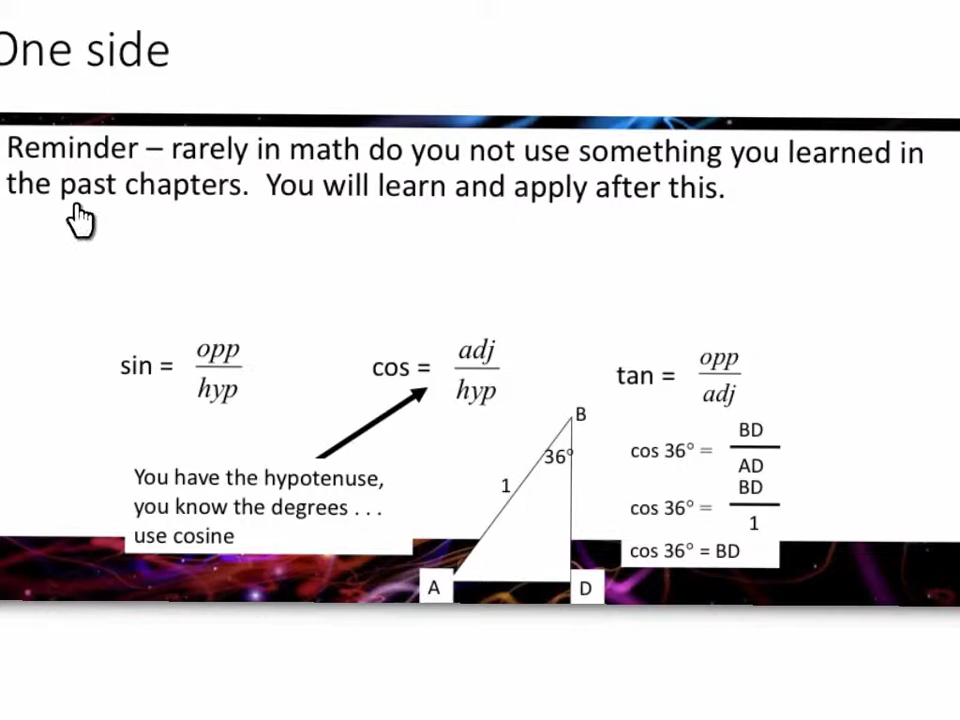 One side
Reminder – rarely in math do you not use something you learned in
the past chapters. You will learn and apply after this.
sin = opp/hyp
cos = adj/hyp
tan = opp/adj
You have the hypotenuse,
you know the degrees . . .
use cosine
B
36°
1
A
D
cos 36° = BD/AD
cos 36° = BD/1
cos 36° = BD